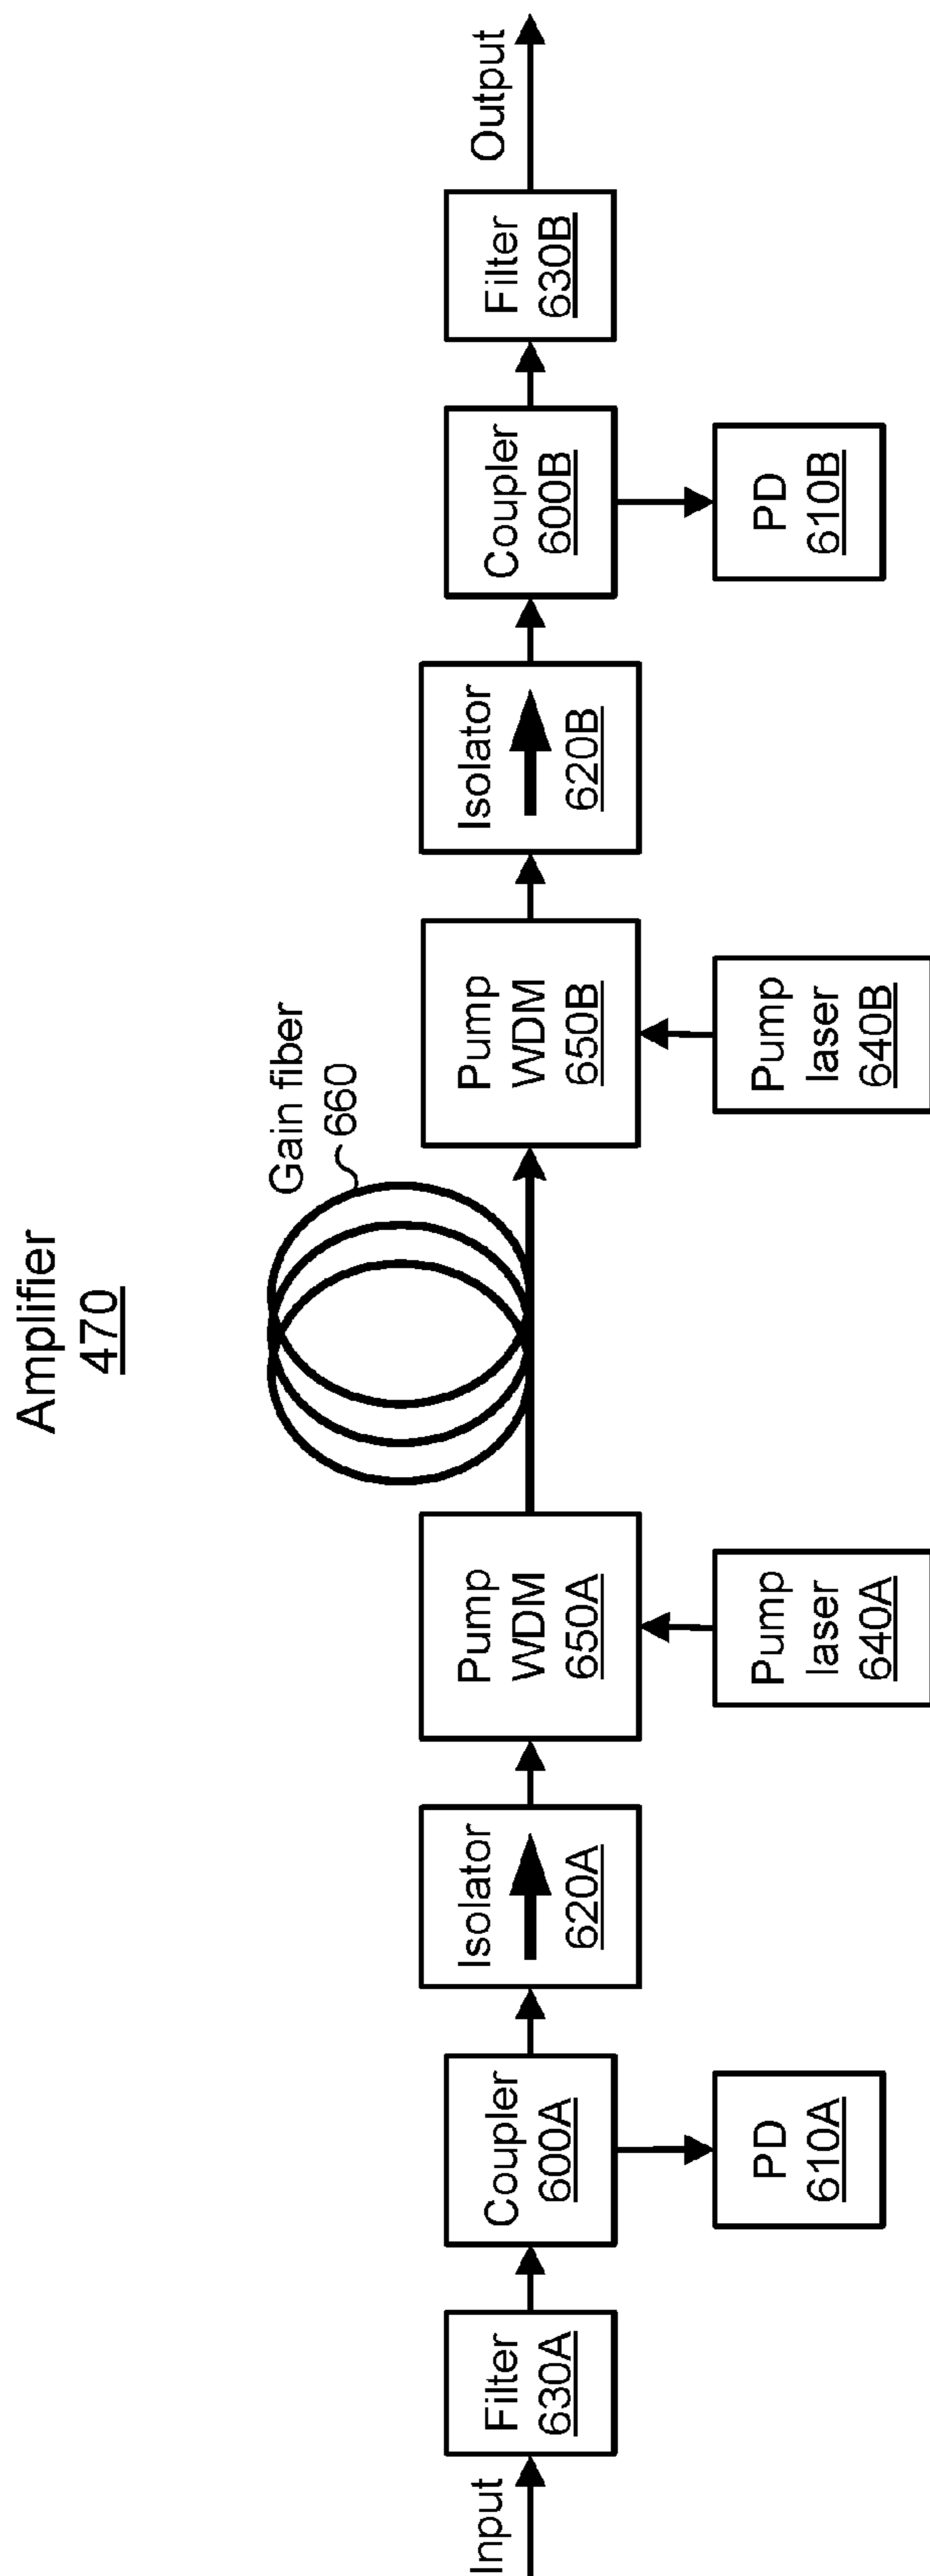 Amplifier
470
Gain fiber
660
Input
Filter
630A
Coupler
600A
Isolator
620A
Pump
WDM
650A
Pump
WDM
650B
Isolator
620B
Coupler
600B
Filter
630B
Output
PD
610A
Pump
laser
640A
Pump
laser
640B
PD
610B